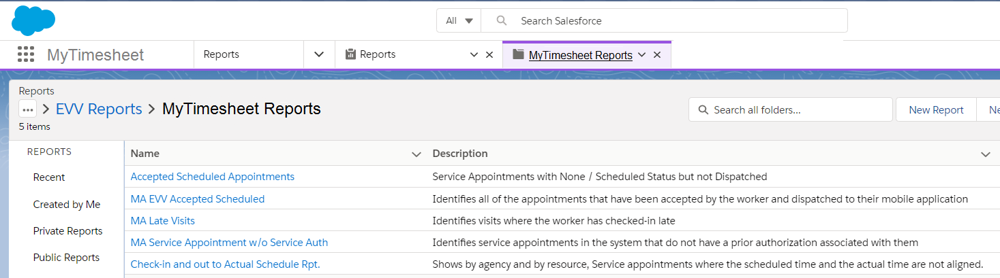 All Search Salesforce
MyTimesheet Reports Reports MyTimesheet Reports
Reports
... > EVV Reports > MyTimesheet Reports Search all folders... New Report Ne
5 items
REPORTS Name Description
Recent Accepted Scheduled Appointments Service Appointments with None / Scheduled Status but not Dispatched
Created by Me MA EVV Accepted Scheduled Identifies all of the appointments that have been accepted by the worker and dispatched to their mobile application
Private Reports MA Late Visits Identifies visits where the worker has checked-in late
MA Service Appointment w/o Service Auth Identifies service appointments in the system that do not have a prior authorization associated with them
Public Reports Check-in and out to Actual Schedule Rpt. Shows by agency and by resource, Service appointments where the scheduled time and the actual time are not aligned.